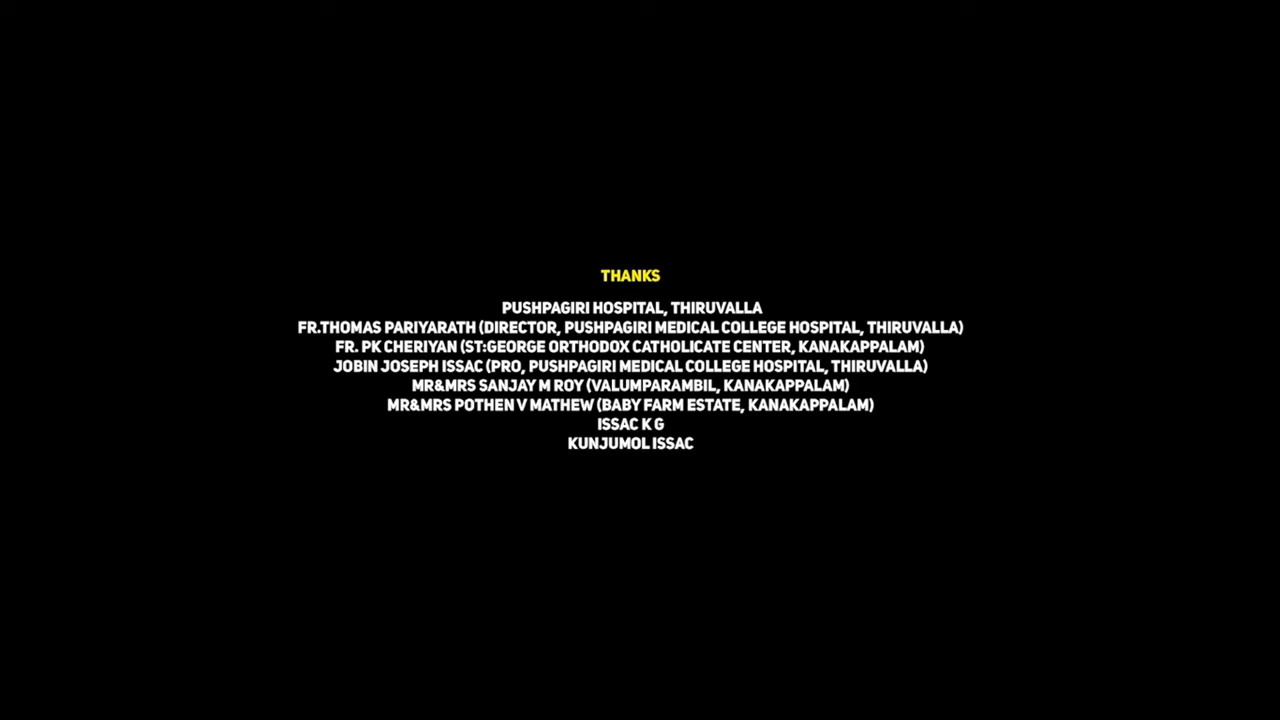 THANKS
PUSHPAGIRI HOSPITAL, THIRUVALLA
FR.THOMAS PARIYARATH (DIRECTOR, PUSHPAGIRI MEDICAL COLLEGE HOSPITAL, THIRUVALLA)
FR. PK CHERIYAN (ST:GEORGE ORTHODOX CATHOLICATE CENTER, KANAKAPPALAM)
JOBIN JOSEPH ISSAC (PRO, PUSHPAGIRI MEDICAL COLLEGE HOSPITAL, THIRUVALLA)
MR&MRS SANJAY M ROY (VALUMPARAMBIL, KANAKAPPALAM)
MR&MRS POTHEN V MATHEW (BABY FARM ESTATE, KANAKAPPALAM)
ISSAC K G
KUNJUMOL ISSAC